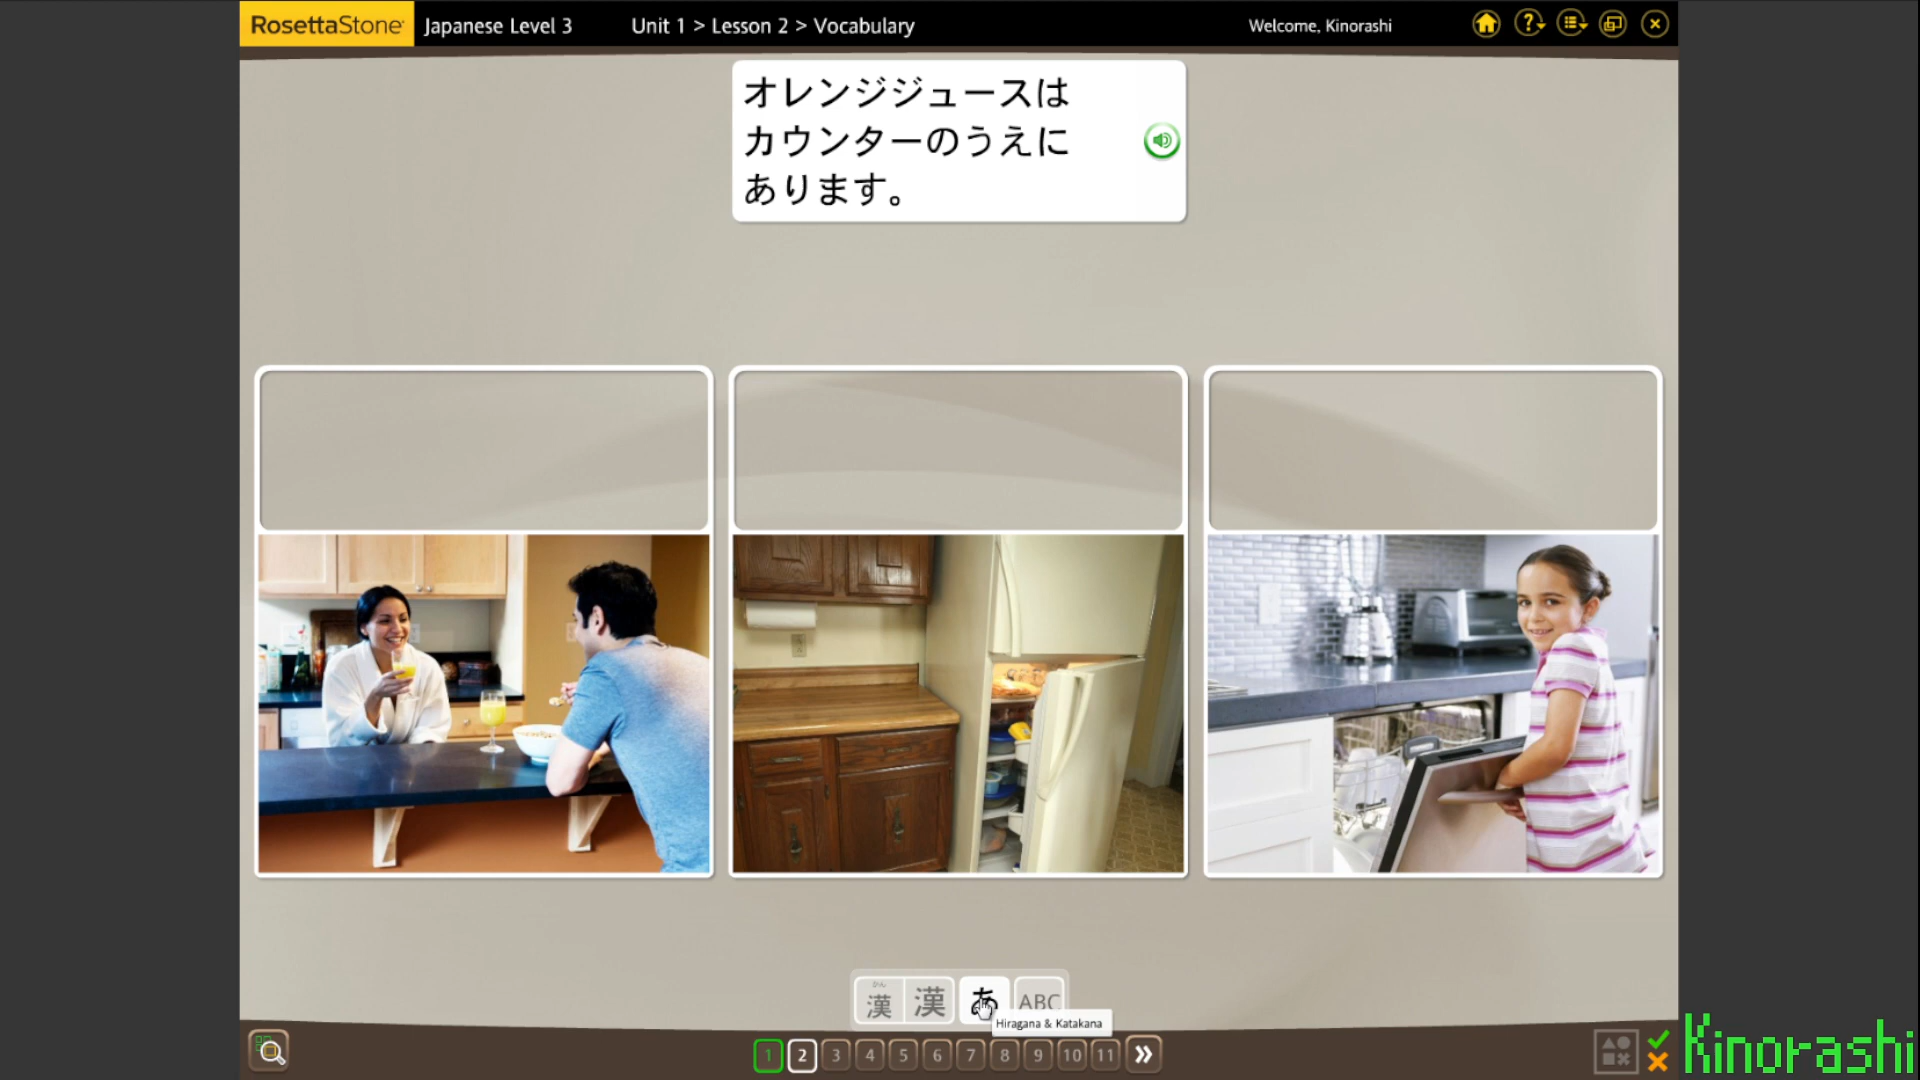 RosettaStone
Japanese Level 3
Unit 1 > Lesson 2 > Vocabulary
Welcome, Kinorashi
オレンジジュースは
カウンターのうえに
あります。
かん
漢 漢 あ ABC
Hiragana & Katakana
1 2 3 4 5 6 7 8 9 10 11
Kinorashi